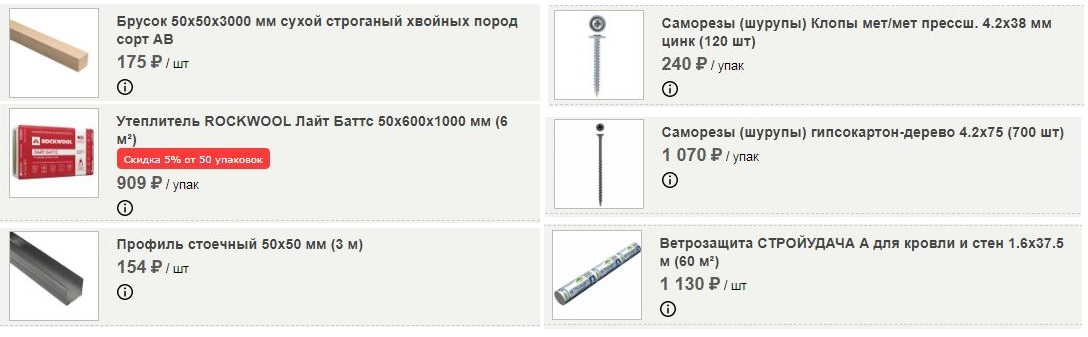 Брусок 50х50х3000 мм сухой строганый хвойных пород
сорт АВ
175 ₽ / шт
Утеплитель ROCKWOOL Лайт Баттс 50х600х1000 мм (6
м²)
Скидка 5% от 50 упаковок
909 ₽ / упак
ROCKWOOL
ЛАЙТ БАТТС
Профиль стоечный 50х50 мм (3 м)
154 ₽ / шт
Саморезы (шурупы) Клопы мет/мет прессш. 4.2х38 мм
цинк (120 шт)
240 ₽ / упак
Саморезы (шурупы) гипсокартон-дерево 4.2х75 (700 шт)
1 070 ₽ / упак
Ветрозащита СТРОЙУДАЧА А для кровли и стен 1.6х37.5
м (60 м²)
1 130 ₽ / шт